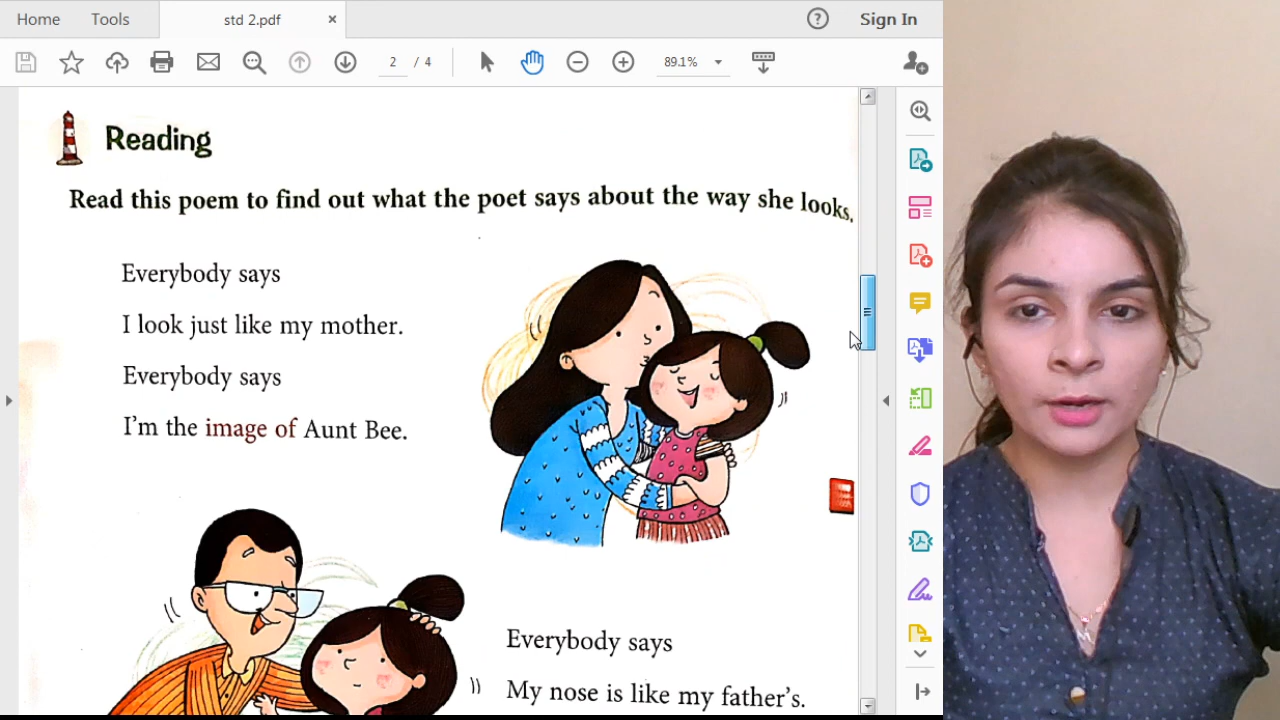 Home Tools std 2.pdf × ? Sign In
2 / 4 89.1%
Reading
Read this poem to find out what the poet says about the way she looks.
Everybody says
I look just like my mother.
Everybody says
I'm the image of Aunt Bee.
Everybody says
My nose is like my father's.